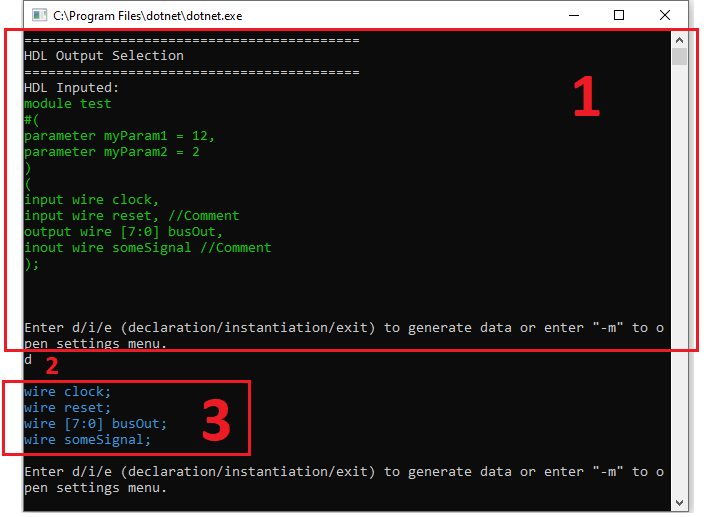 C:\Program Files\dotnet\dotnet.exe
=========================================
HDL Output Selection
=========================================
HDL Inputed:
1
module test
#(
parameter myParam1 = 12,
parameter myParam2 = 2
)
(
input wire clock,
input wire reset, //Comment
output wire [7:0] busOut,
inout wire someSignal //Comment
);
Enter d/i/e (declaration/instantiation/exit) to generate data or enter "-m" to o
pen settings menu.
d
2
wire clock;
wire reset;
wire [7:0] busOut;
wire someSignal;
3
Enter d/i/e (declaration/instantiation/exit) to generate data or enter "-m" to o
pen settings menu.